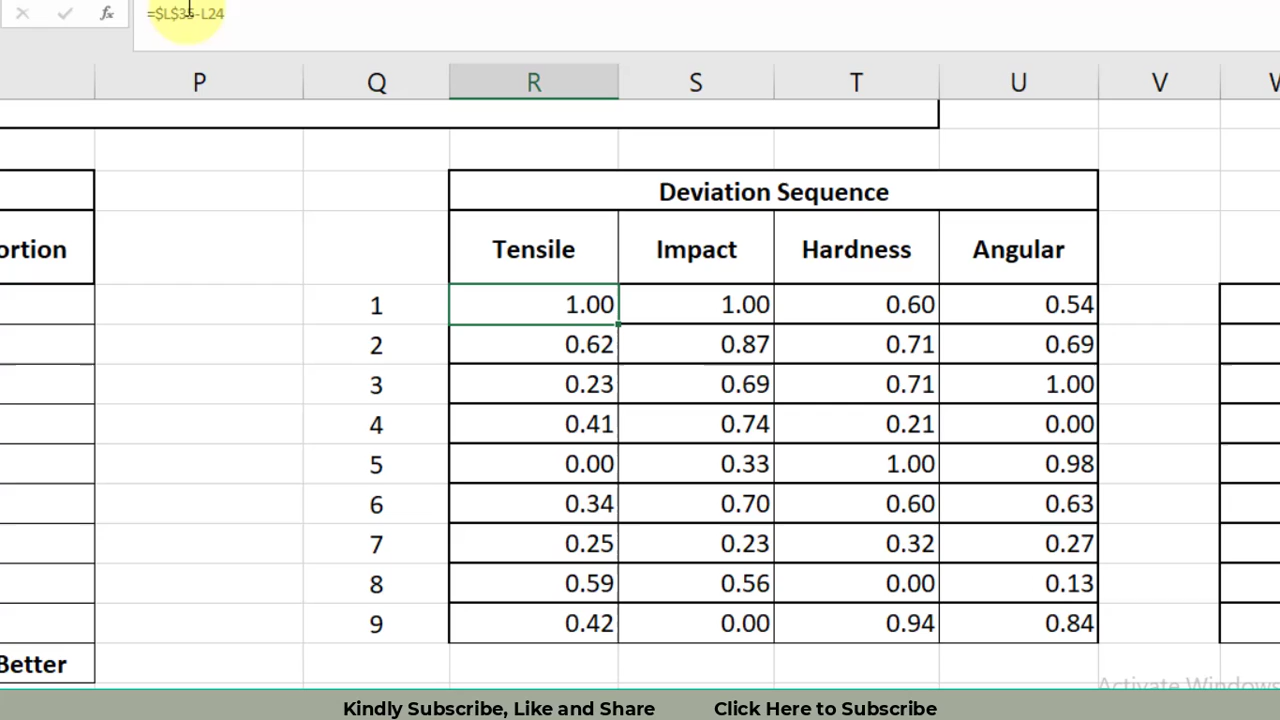 =$L$35-L24
P Q R S T U V
Deviation Sequence
ortion Tensile Impact Hardness Angular
1 1.00 1.00 0.60 0.54
2 0.62 0.87 0.71 0.69
3 0.23 0.69 0.71 1.00
4 0.41 0.74 0.21 0.00
5 0.00 0.33 1.00 0.98
6 0.34 0.70 0.60 0.63
7 0.25 0.23 0.32 0.27
8 0.59 0.56 0.00 0.13
9 0.42 0.00 0.94 0.84
Better
Activate Windows
Kindly Subscribe, Like and Share Click Here to Subscribe